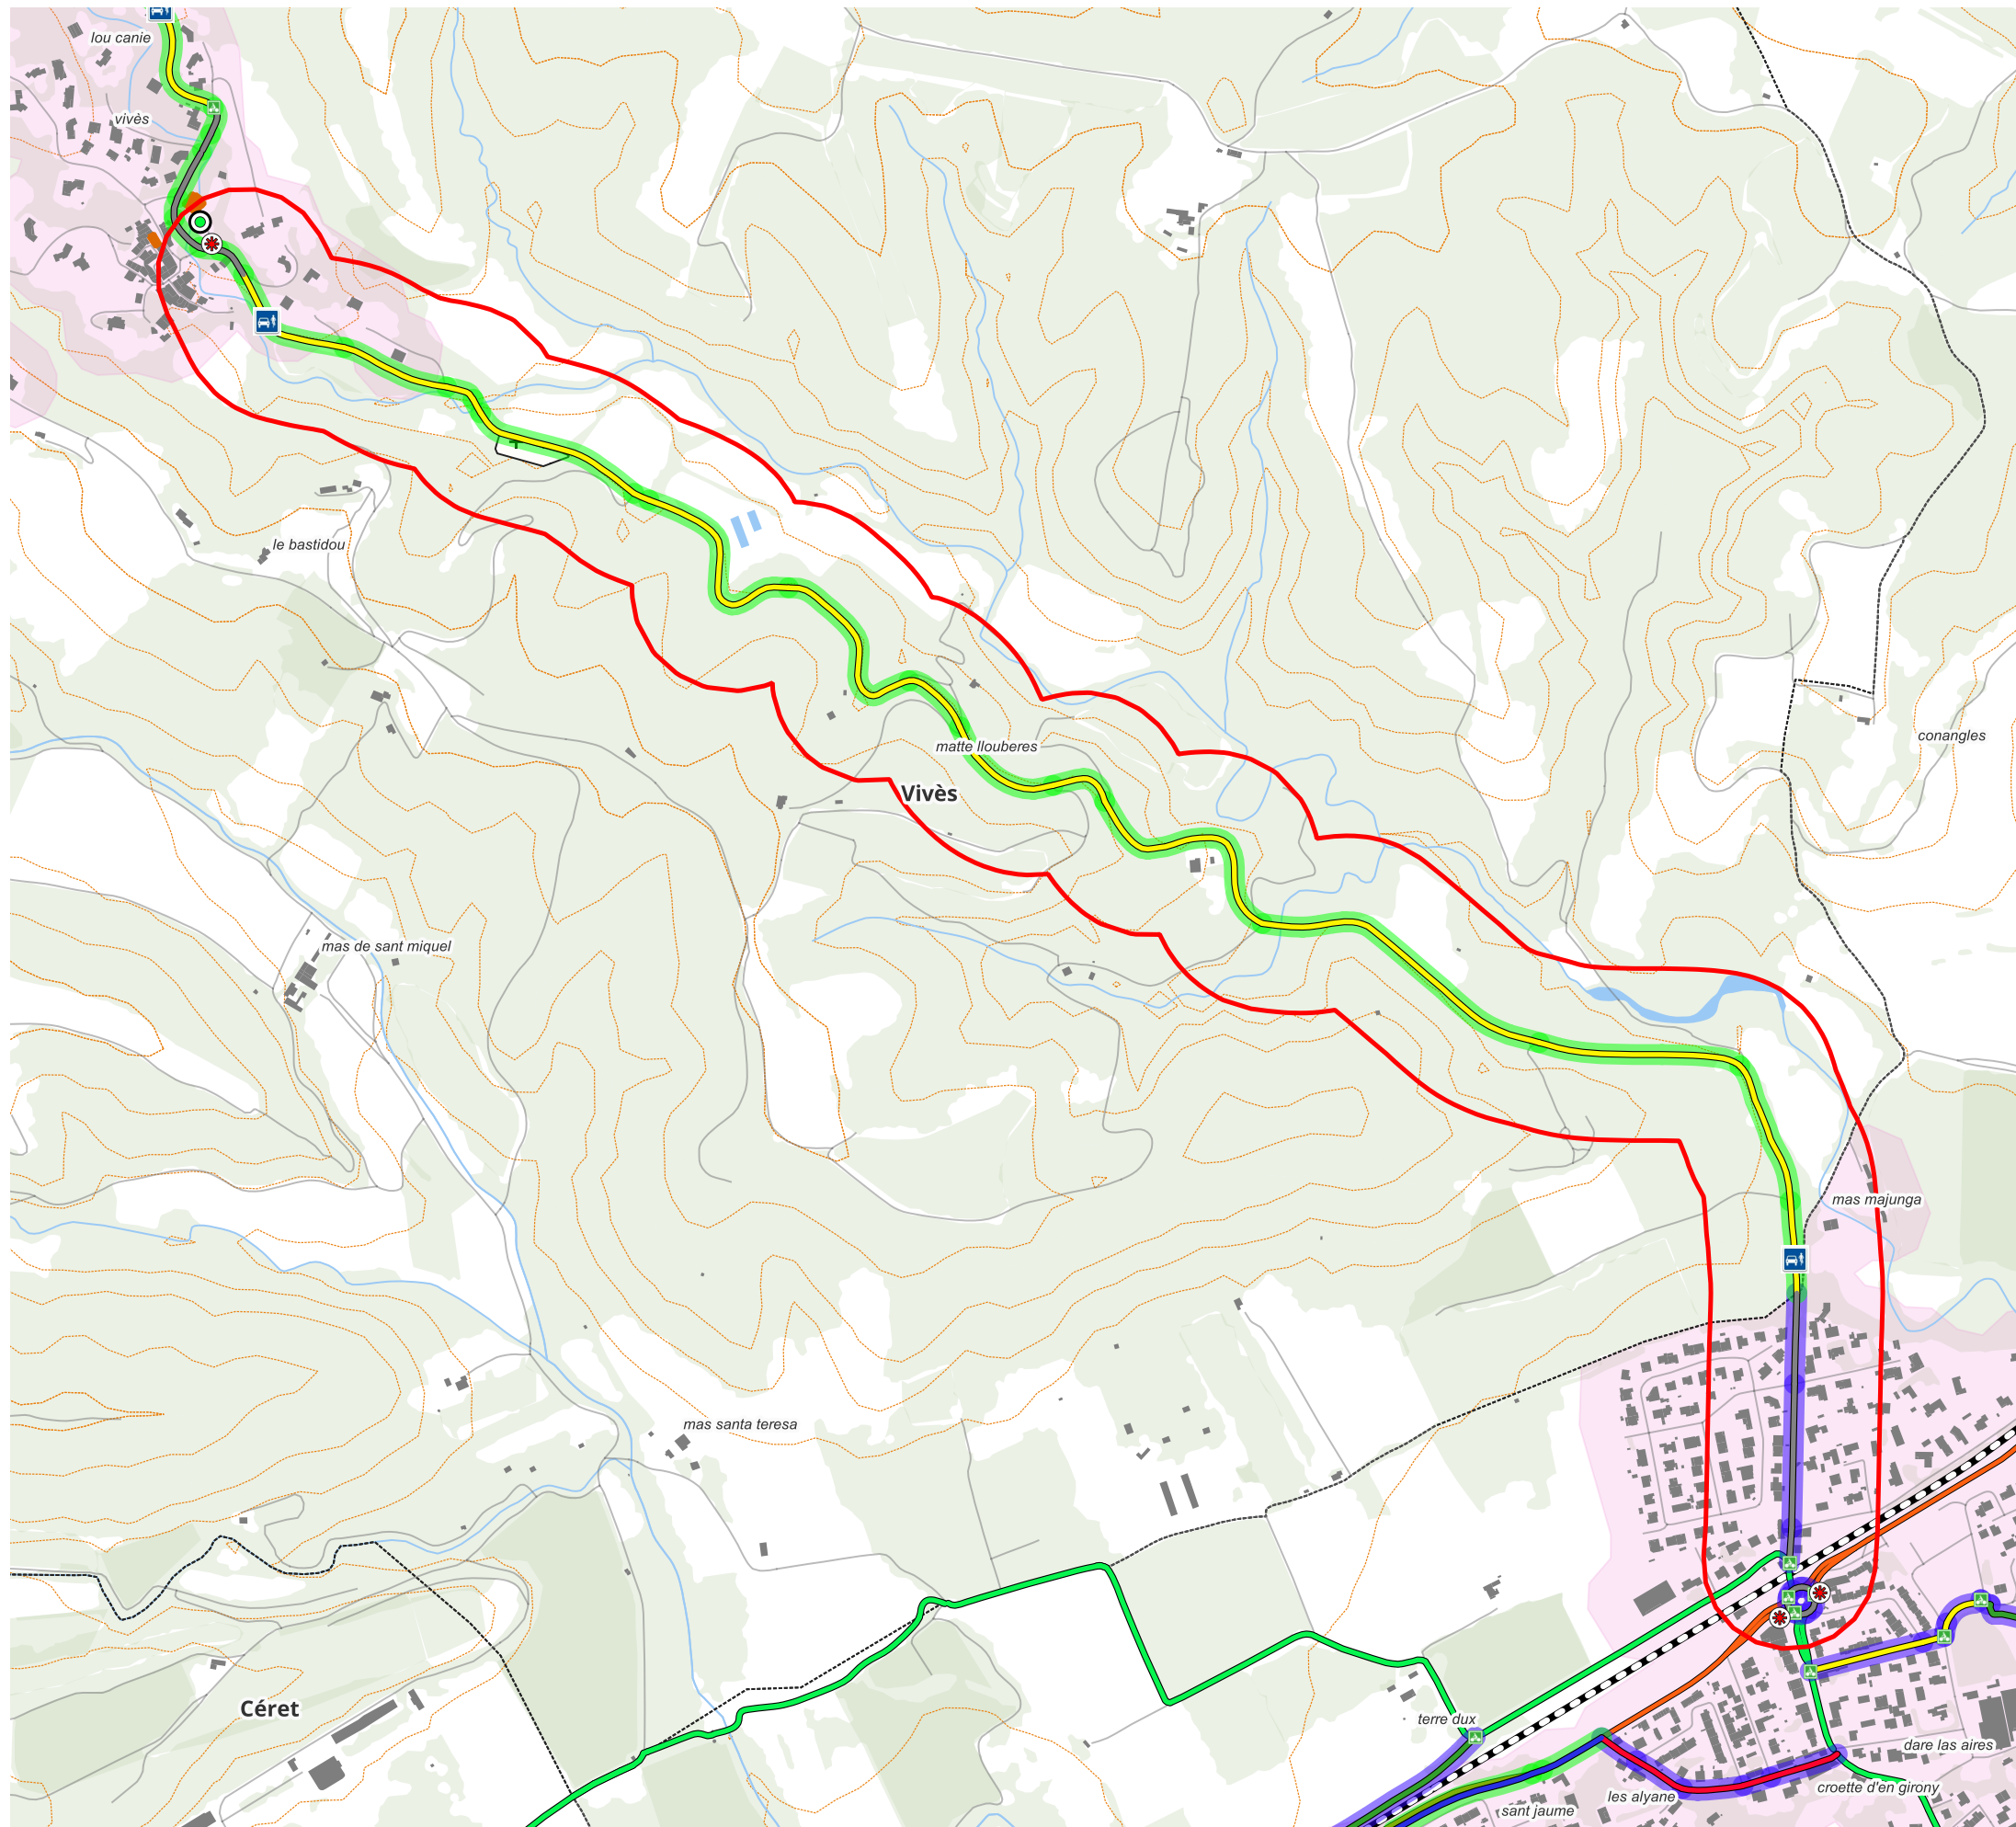 lou canie
vivès
le bastidou
conangles
matte llouberes
Vivès
mas de sant miquel
mas majunga
mas santa teresa
Céret
terre dux
dare las aires
croette d'en girony
les alyane
sant jaume